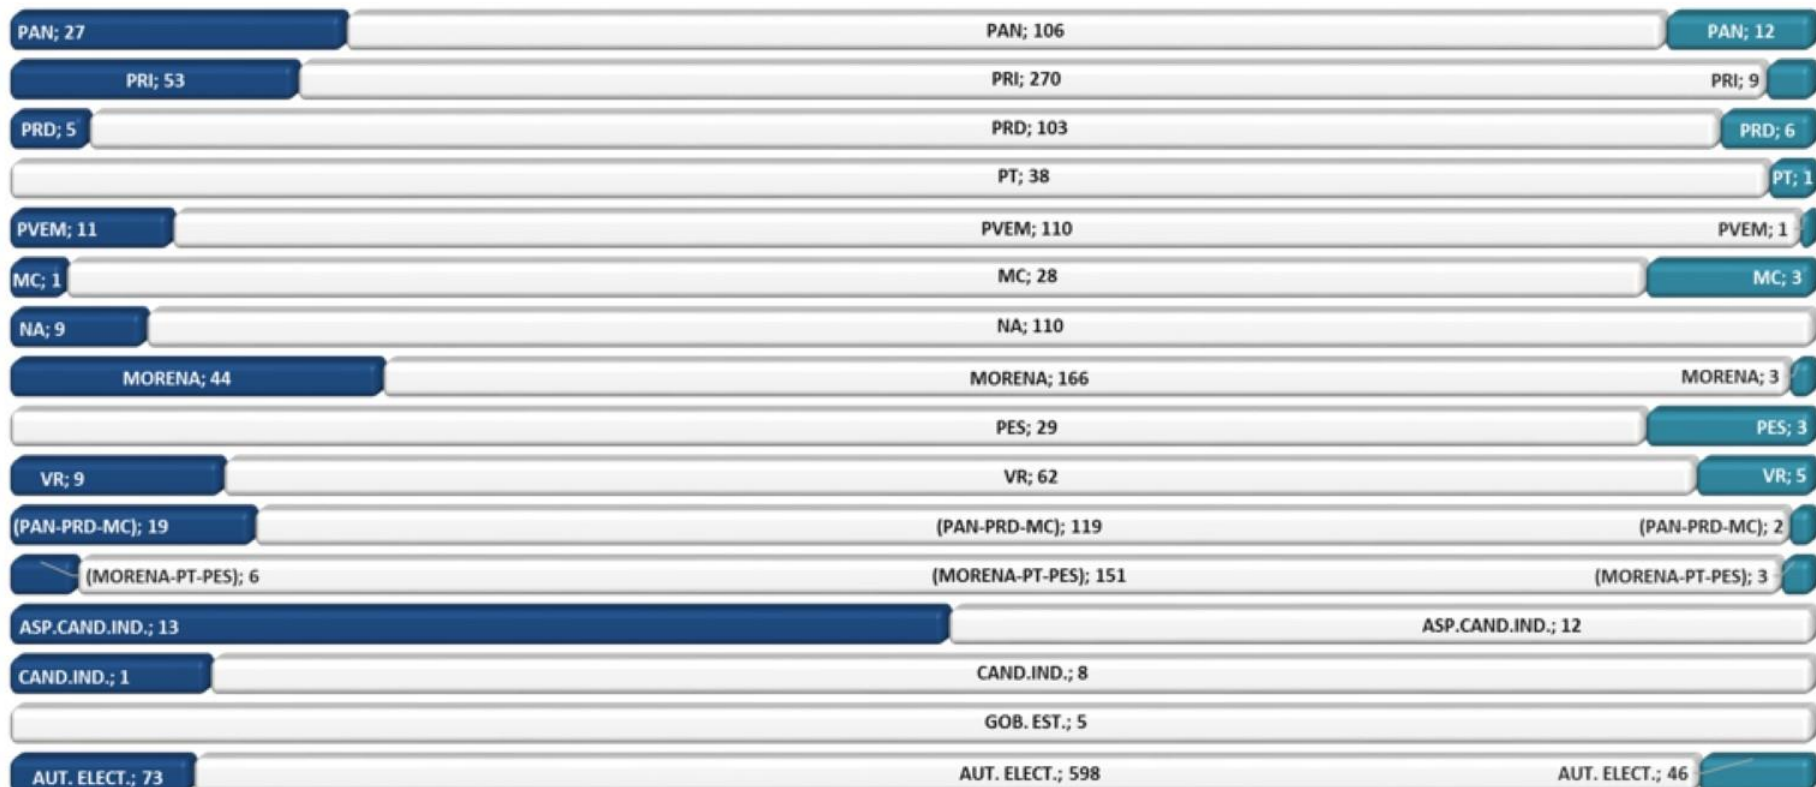 PAN; 27 PAN; 106 PAN; 12
PRI; 53 PRI; 270 PRI; 9
PRD; 5 PRD; 103 PRD; 6
PT; 38 PT; 1
PVEM; 11 PVEM; 110 PVEM; 1
MC; 1 MC; 28 MC; 3
NA; 9 NA; 110
MORENA; 44 MORENA; 166 MORENA; 3
PES; 29 PES; 3
VR; 9 VR; 62 VR; 5
(PAN-PRD-MC); 19 (PAN-PRD-MC); 119 (PAN-PRD-MC); 2
(MORENA-PT-PES); 6 (MORENA-PT-PES); 151 (MORENA-PT-PES); 3
ASP.CAND.IND.; 13 ASP.CAND.IND.; 12
CAND.IND.; 1 CAND.IND.; 8
GOB. EST.; 5
AUT. ELECT.; 73 AUT. ELECT.; 598 AUT. ELECT.; 46